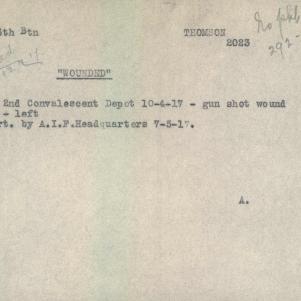 5th Btn THOMSON
2023
"WOUNDED"
2nd Convalescent Depot 10-4-17 - gun shot wound
- left
rt. by A.I.F.Headquarters 7-5-17.
A.